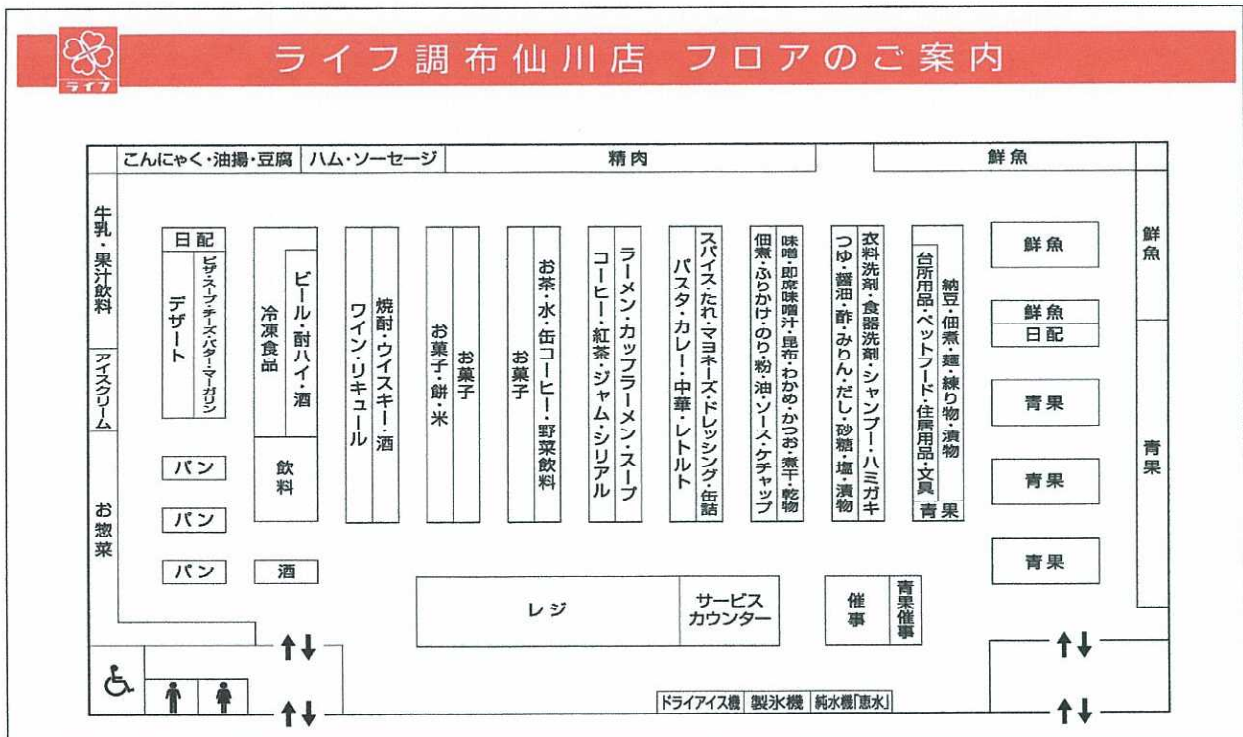 ライフ
ライフ調布仙川店 フロアのご案内
こんにゃく・油揚・豆腐
ハム・ソーセージ
精肉
鮮魚
牛乳・果汁飲料
アイスクリーム
お惣菜
日配
デザート
ピザ・スープ・チーズ・バター・マーガリン
パン
パン
パン
冷凍食品
ビール・酎ハイ・酒
飲料
酒
ワイン・リキュール
焼酎・ウイスキー・酒
お菓子・餅・米
お菓子
お菓子
お茶・水・缶コーヒー・野菜飲料
コーヒー・紅茶・ジャム・シリアル
ラーメン・カップラーメン・スープ
パスタ・カレー・中華・レトルト
スパイス・たれ・マヨネーズ・ドレッシング・缶詰
佃煮・ふりかけ・のり・粉・油・ソース・ケチャップ
味噌・即席味噌汁・昆布・わかめ・かつお・煮干・乾物
つゆ・醤油・酢・みりん・だし・砂糖・塩・漬物
衣料洗剤・食器洗剤・シャンプー・ハミガキ
台所用品・ペットフード・住居用品・文具
納豆・佃煮・麺・練り物・漬物
青果
鮮魚
鮮魚
日配
青果
青果
青果
鮮魚
青果
レジ
サービス
カウンター
催事
青果催事
ドライアイス機
製氷機
純水機「恵水」